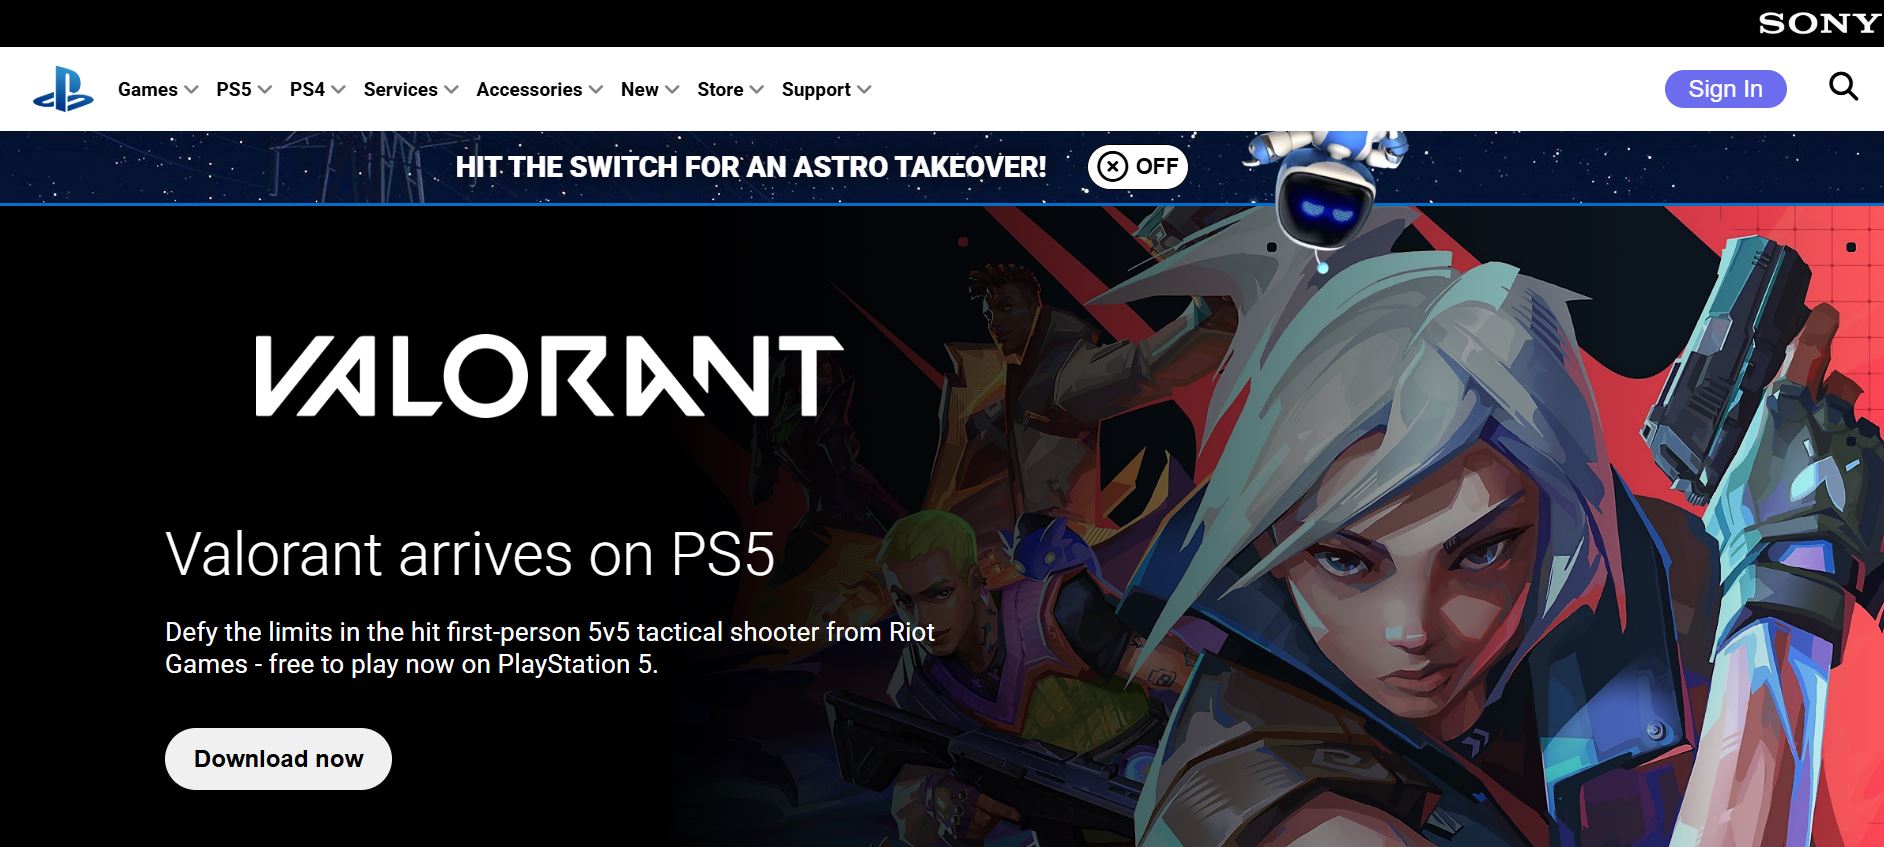 SONY
Games PS5 PS4 Services Accessories New Store Support Sign In
HIT THE SWITCH FOR AN ASTRO TAKEOVER! OFF
VALORANT
Valorant arrives on PS5
Defy the limits in the hit first-person 5v5 tactical shooter from Riot
Games - free to play now on PlayStation 5.
Download now